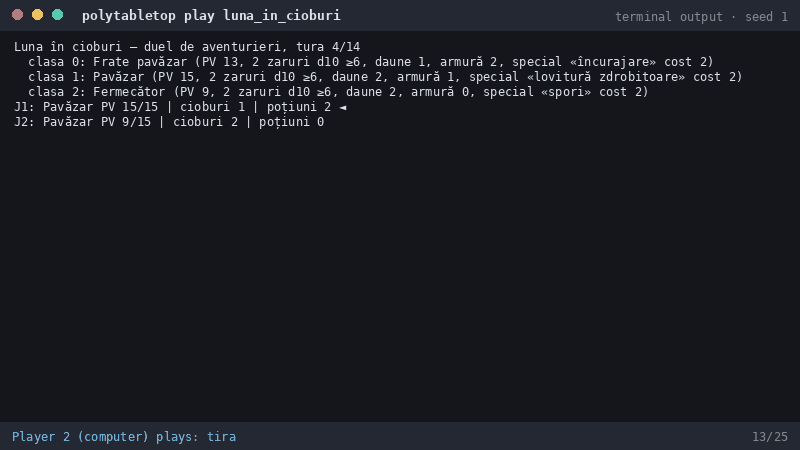 polytabletop play luna_in_cioburi
terminal output · seed 1
Luna în cioburi — duel de aventurieri, tura 4/14
clasa 0: Frate pavăzar (PV 13, 2 zaruri d10 ≥6, daune 1, armură 2, special «încurajare» cost 2)
clasa 1: Pavăzar (PV 15, 2 zaruri d10 ≥6, daune 2, armură 1, special «lovitură zdrobitoare» cost 2)
clasa 2: Fermecător (PV 9, 2 zaruri d10 ≥6, daune 2, armură 0, special «spori» cost 2)
J1: Pavăzar PV 15/15 | cioburi 1 | poțiuni 2 ◄
J2: Pavăzar PV 9/15 | cioburi 2 | poțiuni 0
Player 2 (computer) plays: tira
13/25